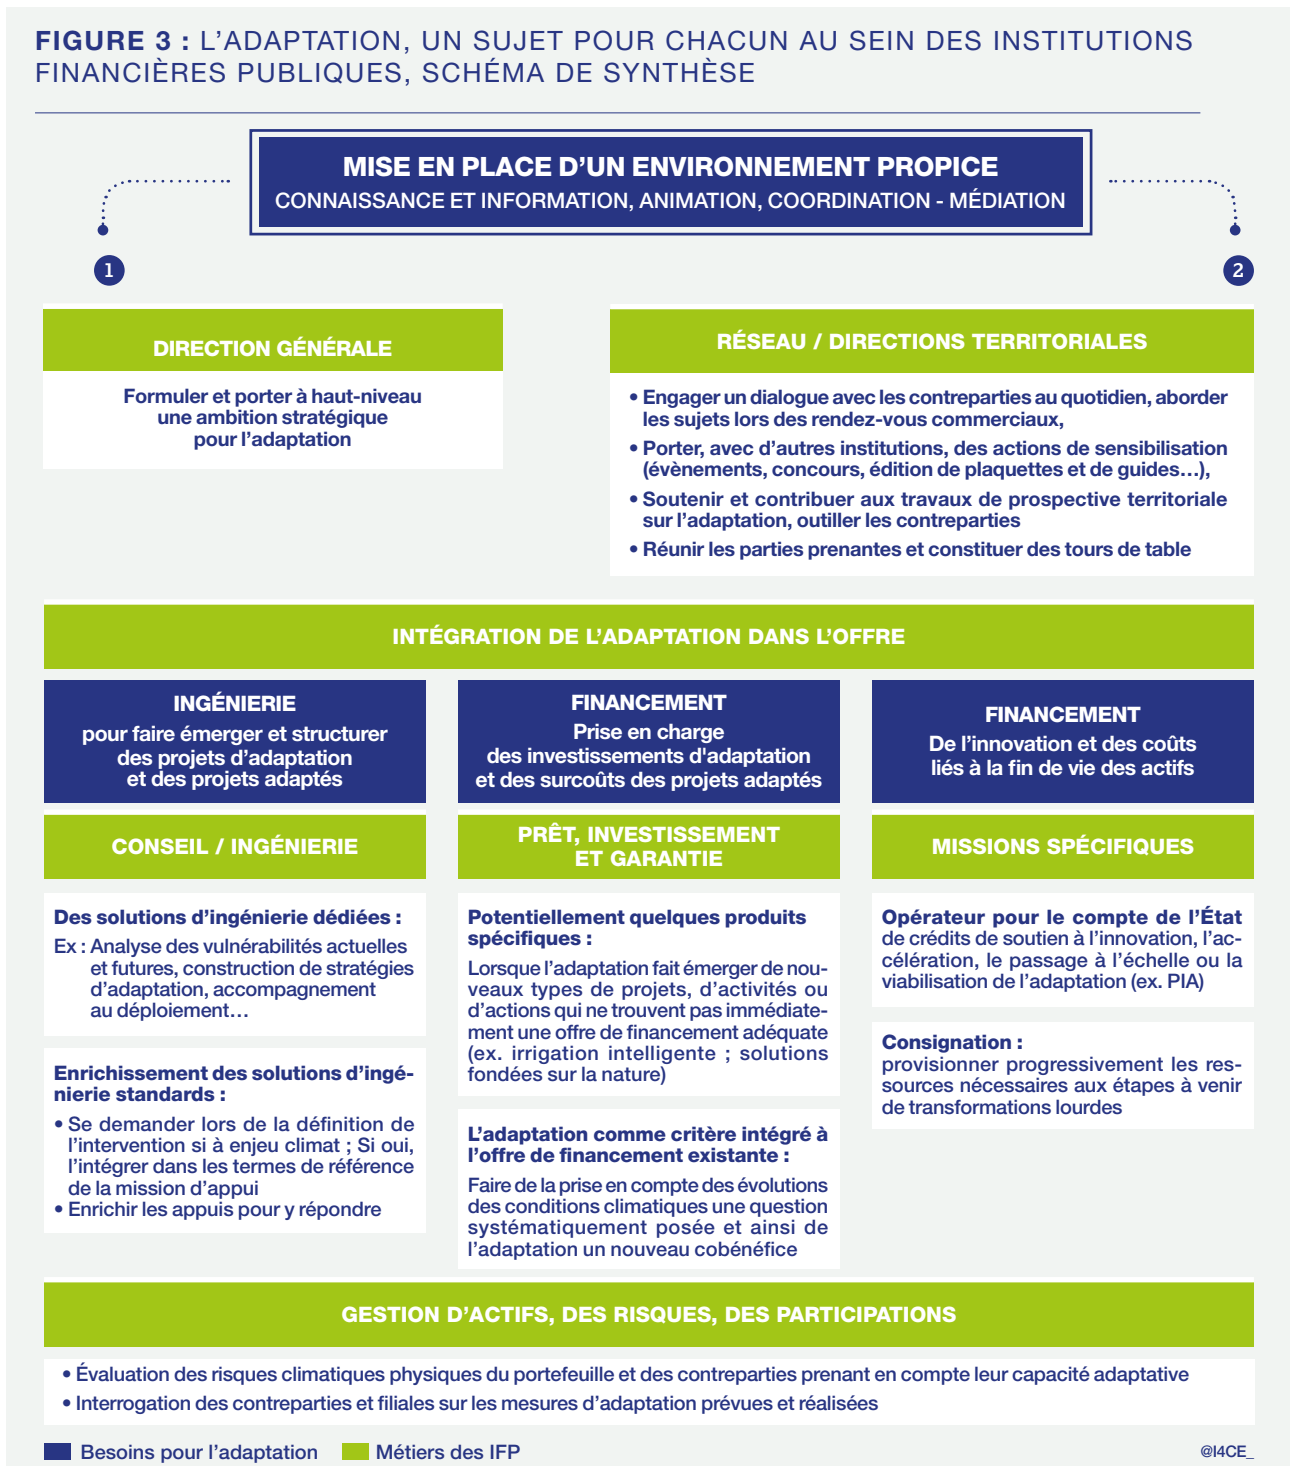 FIGURE 3 : L’ADAPTATION, UN SUJET POUR CHACUN AU SEIN DES INSTITUTIONS
FINANCIÈRES PUBLIQUES, SCHÉMA DE SYNTHÈSE
MISE EN PLACE D’UN ENVIRONNEMENT PROPICE
CONNAISSANCE ET INFORMATION, ANIMATION, COORDINATION - MÉDIATION
1
2
DIRECTION GÉNÉRALE
Formuler et porter à haut-niveau
une ambition stratégique
pour l’adaptation
RÉSEAU / DIRECTIONS TERRITORIALES
• Engager un dialogue avec les contreparties au quotidien, aborder
les sujets lors des rendez-vous commerciaux,
• Porter, avec d’autres institutions, des actions de sensibilisation
(évènements, concours, édition de plaquettes et de guides…),
• Soutenir et contribuer aux travaux de prospective territoriale
sur l’adaptation, outiller les contreparties
• Réunir les parties prenantes et constituer des tours de table
INTÉGRATION DE L’ADAPTATION DANS L’OFFRE
INGÉNIERIE
pour faire émerger et structurer
des projets d’adaptation
et des projets adaptés
CONSEIL / INGÉNIERIE
Des solutions d’ingénierie dédiées :
Ex : Analyse des vulnérabilités actuelles
et futures, construction de stratégies
d’adaptation, accompagnement
au déploiement…
Enrichissement des solutions d’ingé-
nierie standards :
• Se demander lors de la définition de
l’intervention si à enjeu climat ; Si oui,
l’intégrer dans les termes de référence
de la mission d’appui
• Enrichir les appuis pour y répondre
FINANCEMENT
Prise en charge
des investissements d'adaptation
et des surcoûts des projets adaptés
PRÊT, INVESTISSEMENT
ET GARANTIE
Potentiellement quelques produits
spécifiques :
Lorsque l’adaptation fait émerger de nou-
veaux types de projets, d’activités ou
d’actions qui ne trouvent pas immédiate-
ment une offre de financement adéquate
(ex. irrigation intelligente ; solutions
fondées sur la nature)
L’adaptation comme critère intégré à
l’offre de financement existante :
Faire de la prise en compte des évolutions
des conditions climatiques une question
systématiquement posée et ainsi de
l’adaptation un nouveau cobénéfice
FINANCEMENT
De l’innovation et des coûts
liés à la fin de vie des actifs
MISSIONS SPÉCIFIQUES
Opérateur pour le compte de l’État
de crédits de soutien à l’innovation, l’ac-
célération, le passage à l’échelle ou la
viabilisation de l’adaptation (ex. PIA)
Consignation :
provisionner progressivement les res-
sources nécessaires aux étapes à venir
de transformations lourdes
GESTION D’ACTIFS, DES RISQUES, DES PARTICIPATIONS
• Évaluation des risques climatiques physiques du portefeuille et des contreparties prenant en compte leur capacité adaptative
• Interrogation des contreparties et filiales sur les mesures d’adaptation prévues et réalisées
Besoins pour l’adaptation
Métiers des IFP
@I4CE_